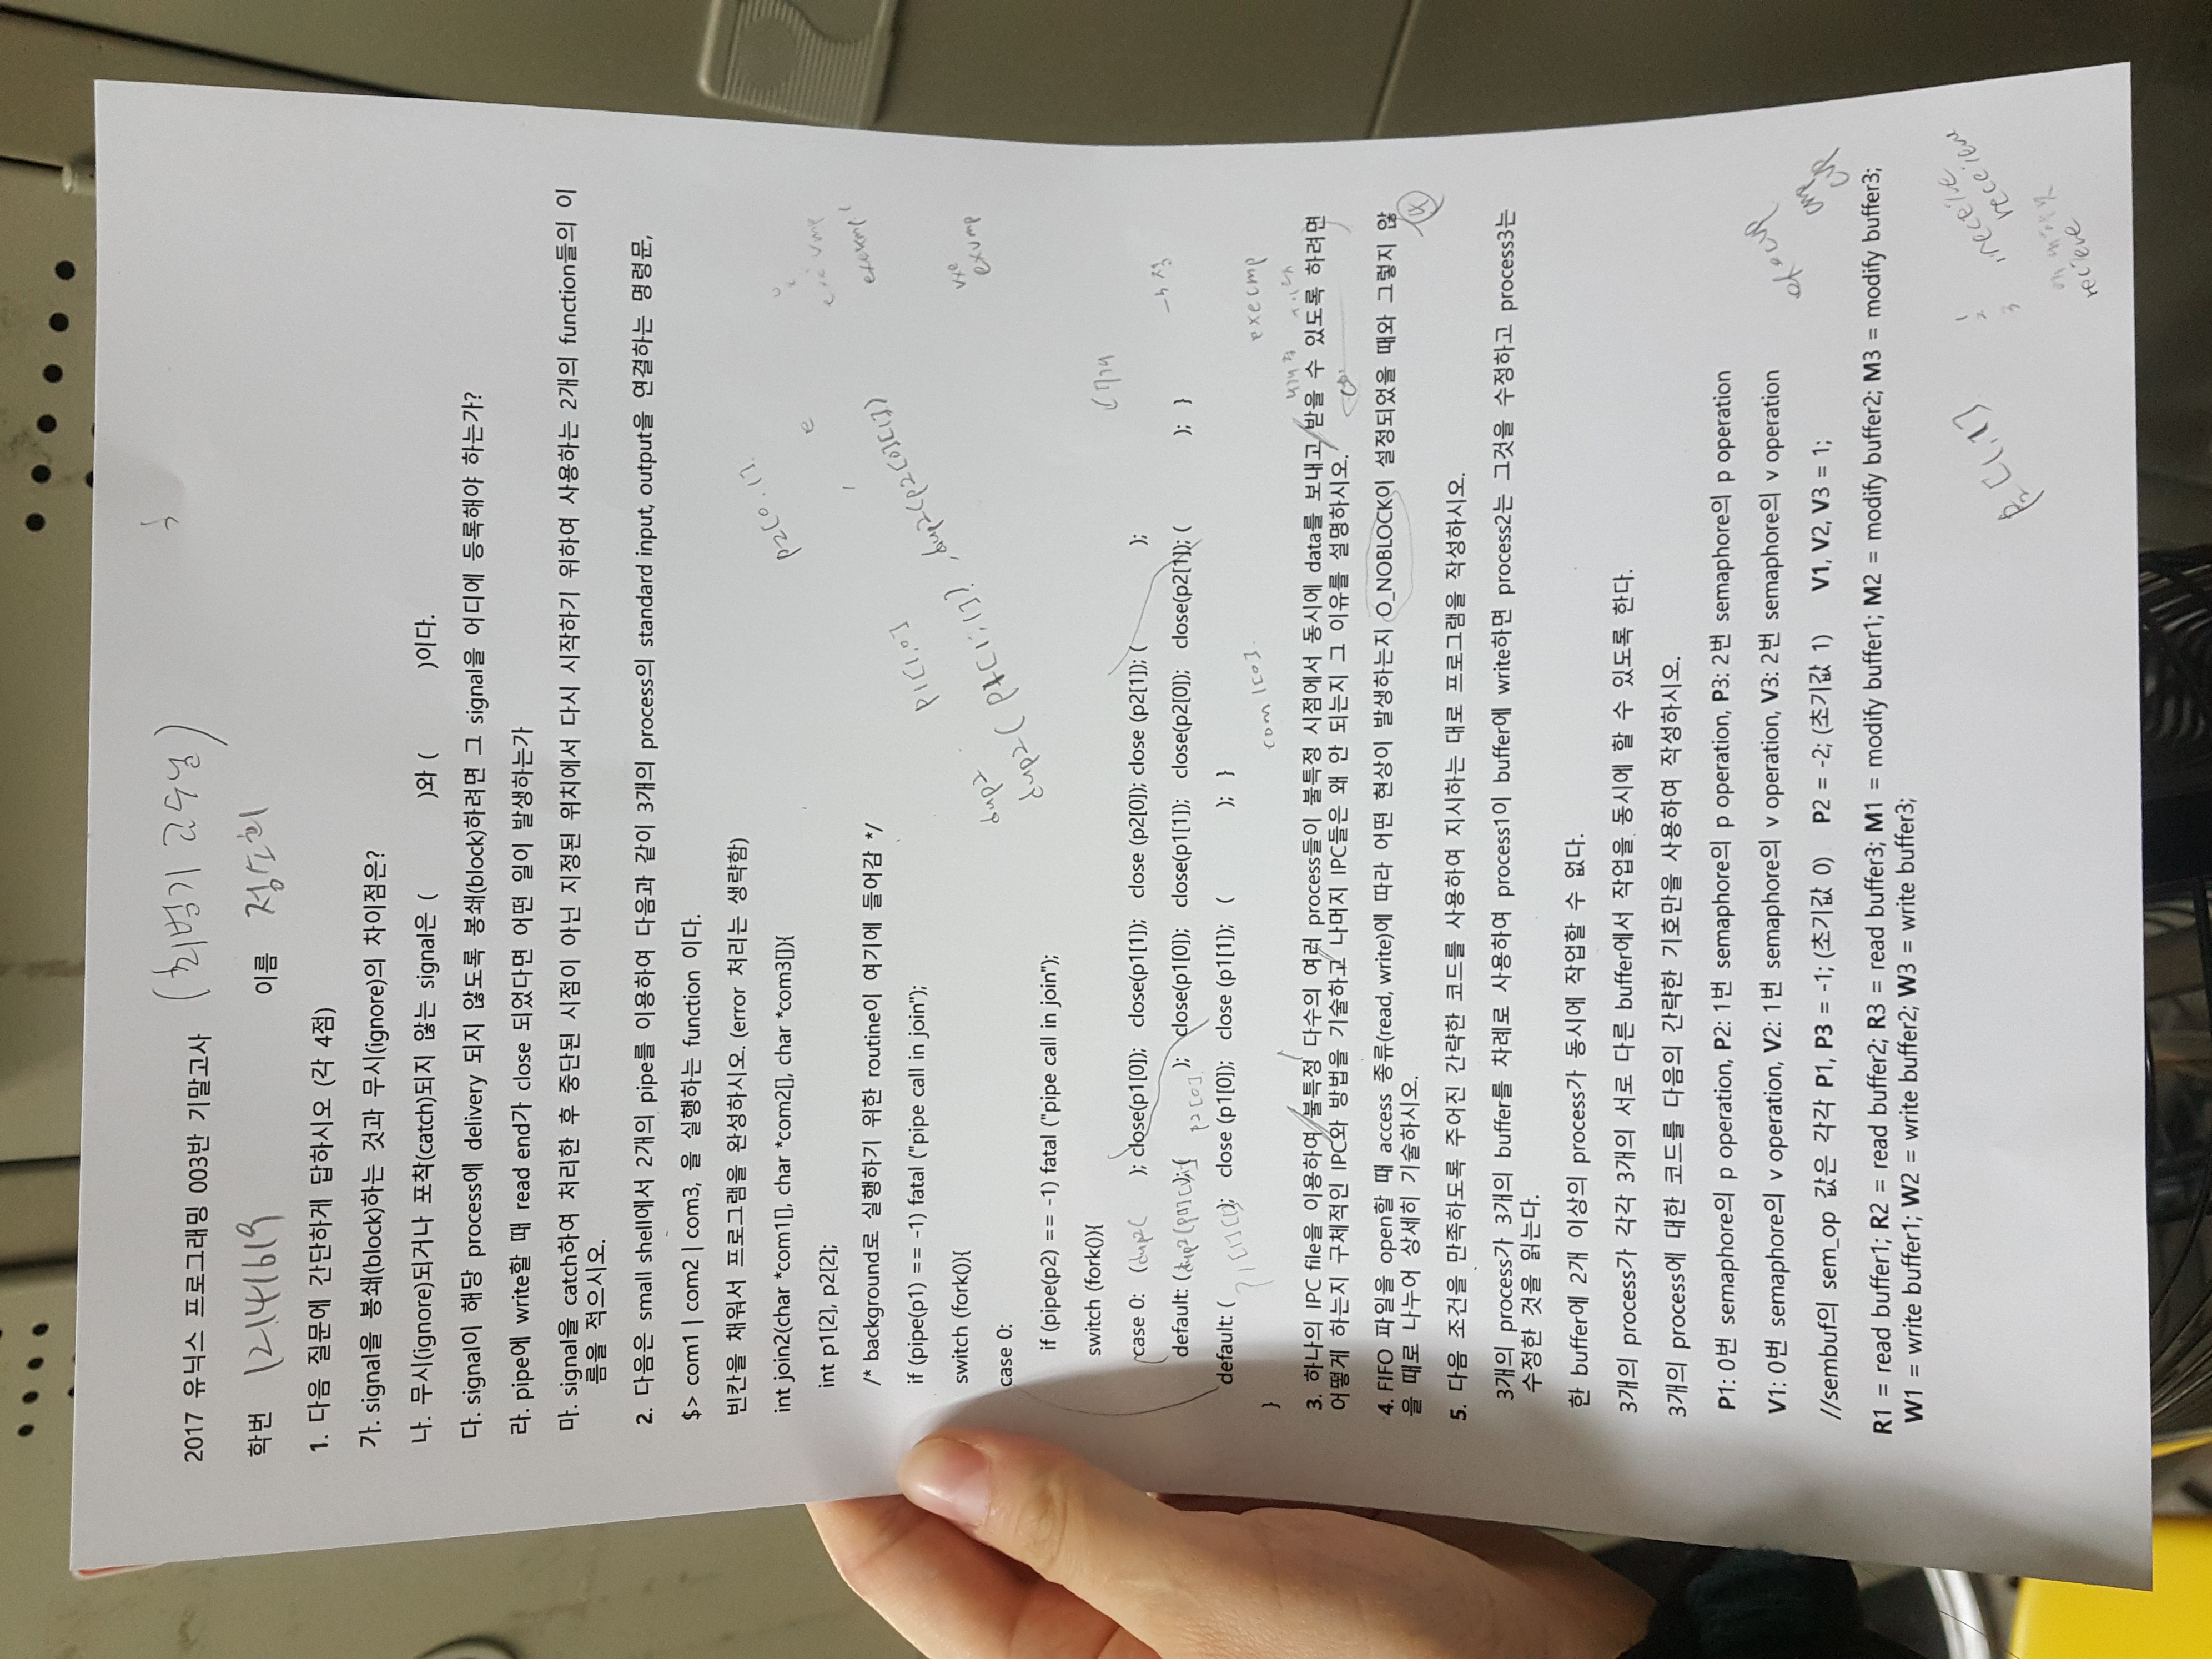 2017 유닉스 프로그래밍 003반 기말고사 (최범기 교수님)
학번 12141619 이름 정소희
1. 다음 질문에 간단하게 답하시오 (각 4점)
가. signal을 봉쇄(block)하는 것과 무시(ignore)의 차이점은?
나. 무시(ignore)되거나 포착(catch)되지 않는 signal은 ( )와 ( )이다.
다. signal이 해당 process에 delivery 되지 않도록 봉쇄(block)하려면 그 signal을 어디에 등록해야 하는가?
라. pipe에 write할 때 read end가 close 되었다면 어떤 일이 발생하는가
마. signal을 catch하여 처리한 후 중단된 시점이 아닌 지정된 위치에서 다시 시작하기 위하여 사용하는 2개의 function들의 이
름을 적으시오.
2. 다음은 small shell에서 2개의 pipe를 이용하여 다음과 같이 3개의 process의 standard input, output을 연결하는 명령문,
$> com1 | com2 | com3, 을 실행하는 function 이다.
빈칸을 채워서 프로그램을 완성하시오. (error 처리는 생략함)
p2[0.1].
int join2(char *com1[], char *com2[], char *com3[]){
e
exe vmp
int p1[2], p2[2];
/* background로 실행하기 위한 routine이 여기에 들어감 */
p1[1,0]
if (pipe(p1) == -1) fatal ("pipe call in join");
switch (fork()){
dup2
vxe
exvmp
case 0:
dup2( p1[1,1]) , dup2(p2[0][1])
if (pipe(p2) == -1) fatal ("pipe call in join");
switch (fork()){
case 0: (dup2( ); close(p1[0]); close(p1[1]); close (p2[0]); close (p2[1]); ( );
default: (dup2(p1[ ); ( p2[0] ); close(p1[0]); close(p1[1]); close(p2[0]); close(p2[1]); ( ); }
default: ( ); close (p1[0]); close (p1[1]); ( ); }
com1[0].
execmp
}
3. 하나의 IPC file을 이용하여 불특정 다수의 여러 process들이 불특정 시점에서 동시에 data를 보내고 받을 수 있도록 하려면
어떻게 하는지 구체적인 IPC와 방법을 기술하고 나머지 IPC들은 왜 안 되는지 그 이유를 설명하시오.
4. FIFO 파일을 open할 때 access 종류(read, write)에 따라 어떤 현상이 발생하는지 O_NOBLOCK이 설정되었을 때와 그렇지 않
을 때로 나누어 상세히 기술하시오.
④
5. 다음 조건을 만족하도록 주어진 간략한 코드를 사용하여 지시하는 대로 프로그램을 작성하시오.
3개의 process가 3개의 buffer를 차례로 사용하여 process1이 buffer에 write하면 process2는 그것을 수정하고 process3는
수정한 것을 읽는다.
한 buffer에 2개 이상의 process가 동시에 작업할 수 없다.
3개의 process가 각각 3개의 서로 다른 buffer에서 작업을 동시에 할 수 있도록 한다.
3개의 process에 대한 코드를 다음의 간략한 기호만을 사용하여 작성하시오.
P1: 0번 semaphore의 p operation, P2: 1번 semaphore의 p operation, P3: 2번 semaphore의 p operation
V1: 0번 semaphore의 v operation, V2: 1번 semaphore의 v operation, V3: 2번 semaphore의 v operation
execvp
cmp
cvp
//sembuf의 sem_op 값은 각각 P1, P3 = -1; (초기값 0) P2 = -2; (초기값 1) V1, V2, V3 = 1;
R1 = read buffer1; R2 = read buffer2; R3 = read buffer3; M1 = modify buffer1; M2 = modify buffer2; M3 = modify buffer3;
W1 = write buffer1; W2 = write buffer2; W3 = write buffer3;
p2[1,1]
1
2
3
receive
receieve
recieve